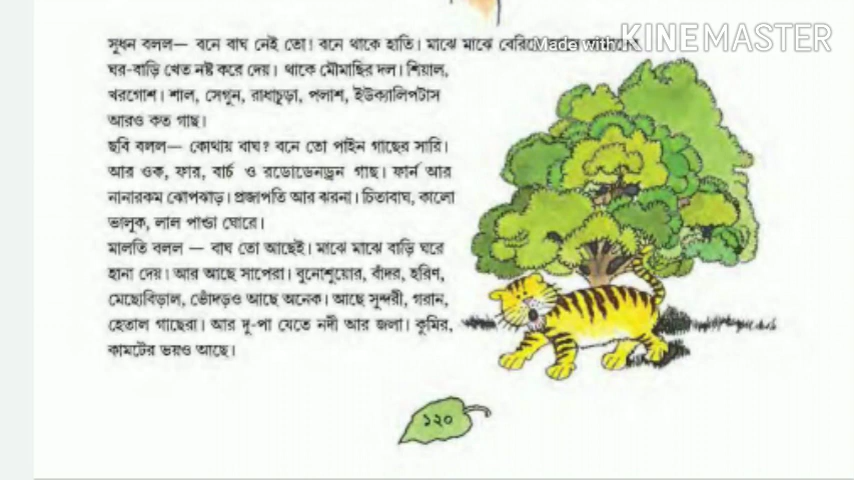 সুধন বলল— বনে বাঘ নেই তো! বনে থাকে হাতি। মাঝে মাঝে
Made with KINEMASTER
ঘর-বাড়ি খেত নষ্ট করে দেয়। থাকে মৌমাছির দল। শিয়াল,
খরগোশ। শাল, সেগুন, রাধাচূড়া, পলাশ, ইউক্যালিপটাস
আরও কত গাছ।
ছবি বলল— কোথায় বাঘ? বনে তো পাইন গাছের সারি।
আর ওক, ফার, বার্চ ও রডোডেনড্রন গাছ। ফার্ন আর
নানারকম ঝোপঝাড়। প্রজাপতি আর ঝরনা। চিতাবাঘ, কালো
ভালুক, লাল পান্ডা ঘোরে।
মালতি বলল — বাঘ তো আছেই। মাঝে মাঝে বাড়ি ঘরে
হানা দেয়। আর আছে সাপেরা। বুনোশুয়োর, বাঁদর, হরিণ,
মেছোবিড়াল, ভোঁদড়ও আছে অনেক। আছে সুন্দরী, গরান,
হেতাল গাছেরা। আর দু-পা যেতে নদী আর জলা। কুমির,
কামটের ভয়ও আছে।
১২০